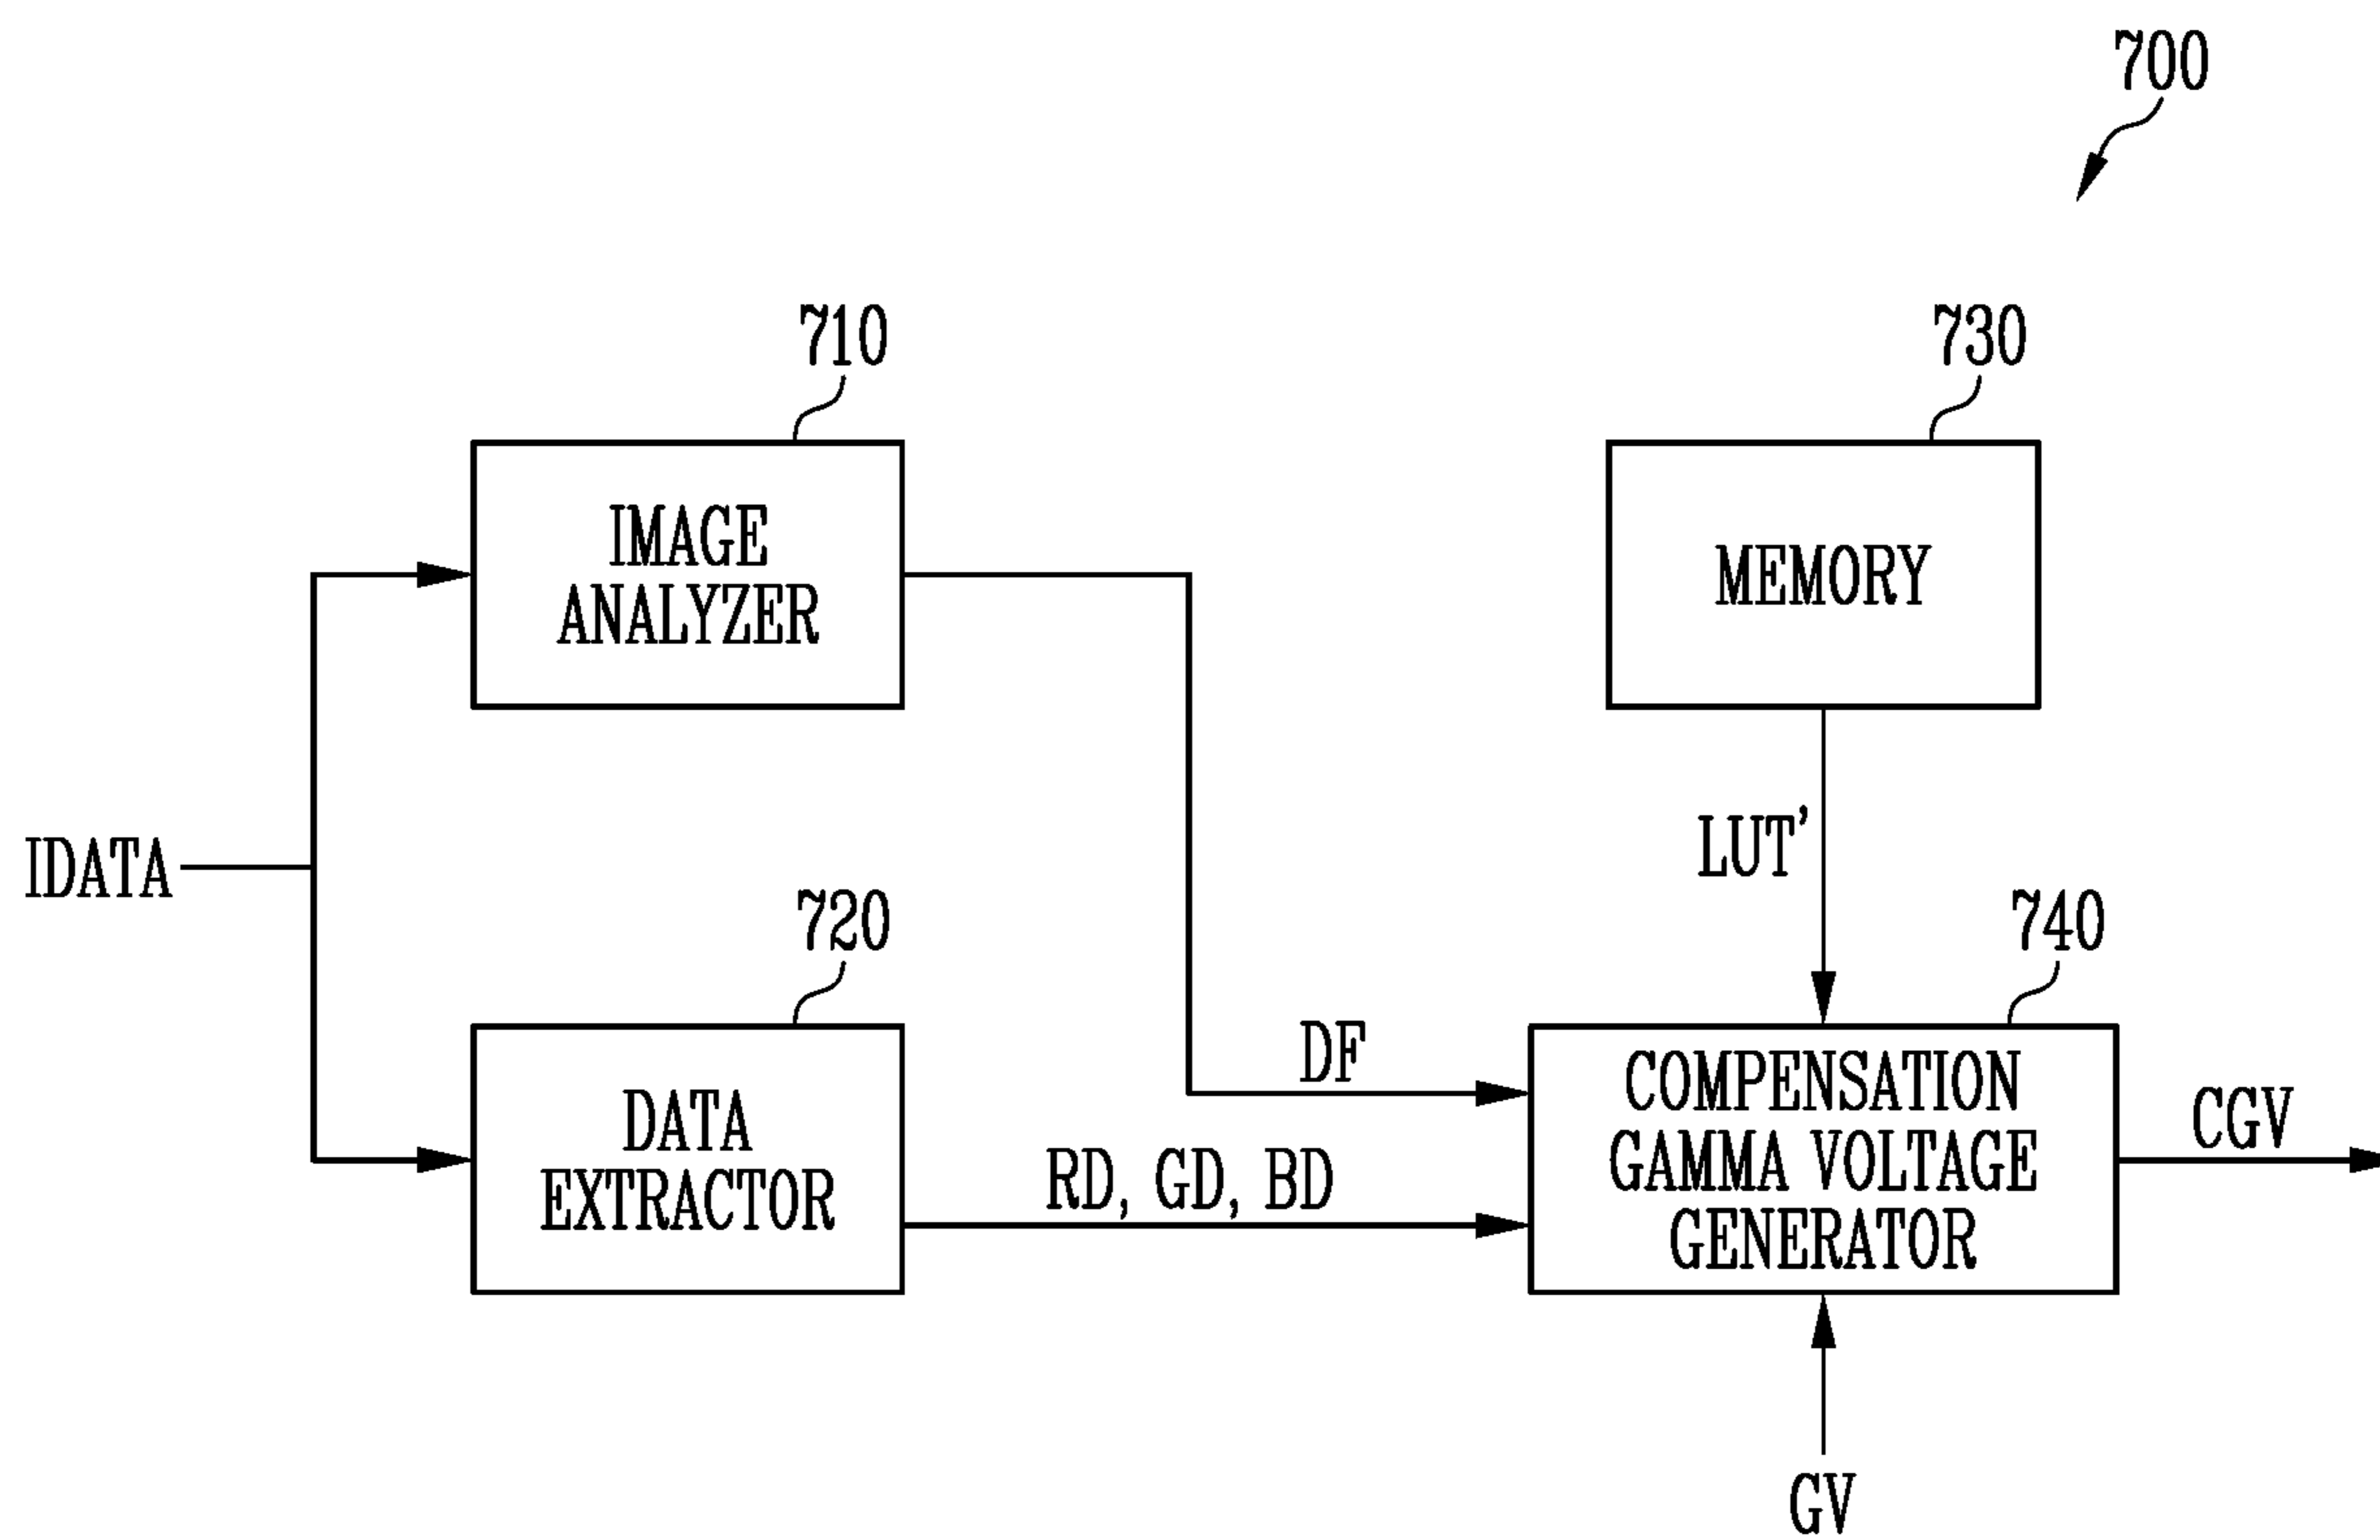 700
710
730
IMAGE
ANALYZER
MEMORY
LUT'
IDATA
720
740
DF
DATA
EXTRACTOR
RD, GD, BD
COMPENSATION
GAMMA VOLTAGE
GENERATOR
CGV
GV